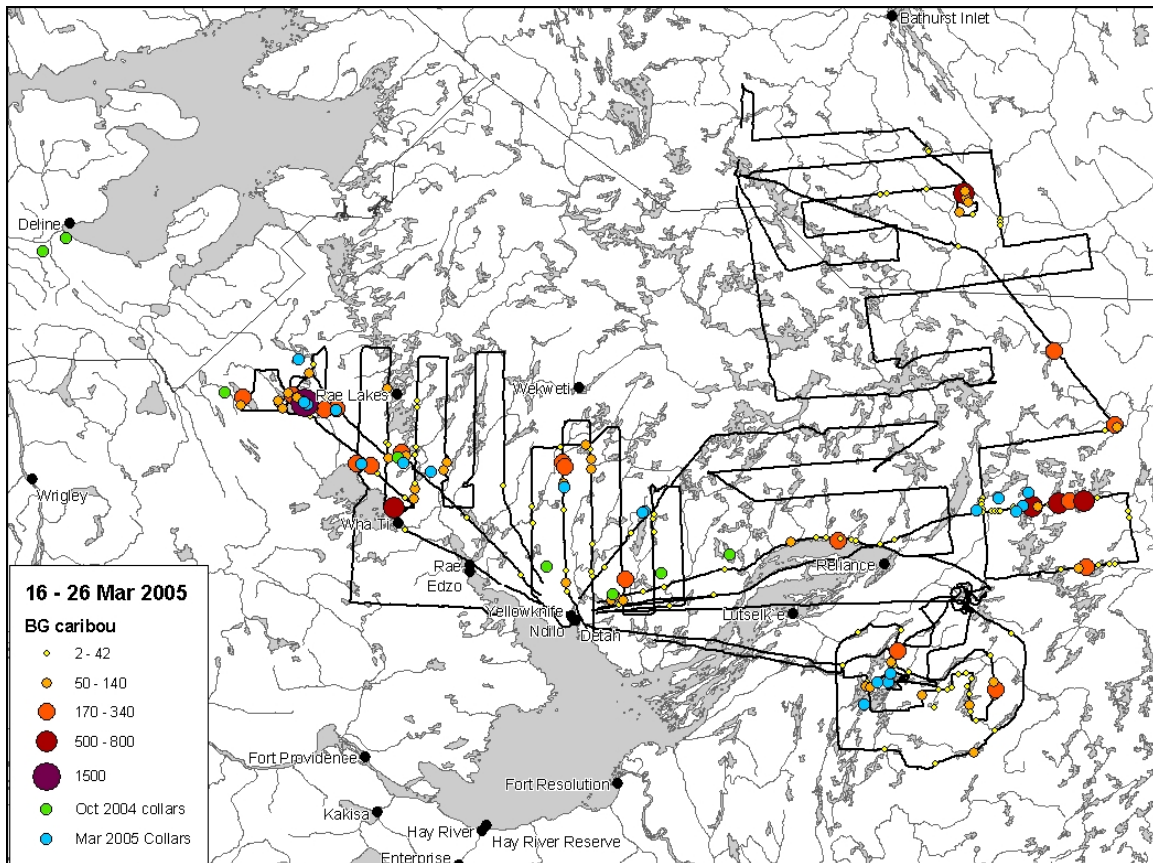 Bathurst Inlet
Deline
Rae Lakes
Wekweti
Wrigley
Wha Ti
Rae
Edzo
Reliance
Yellowknife
Ndilo
Detah
Lutselk'e
Fort Providence
Fort Resolution
Kakisa
Hay River
Hay River Reserve
Enterprise
16 - 26 Mar 2005
BG caribou
2 - 42
50 - 140
170 - 340
500 - 800
1500
Oct 2004 collars
Mar 2005 Collars